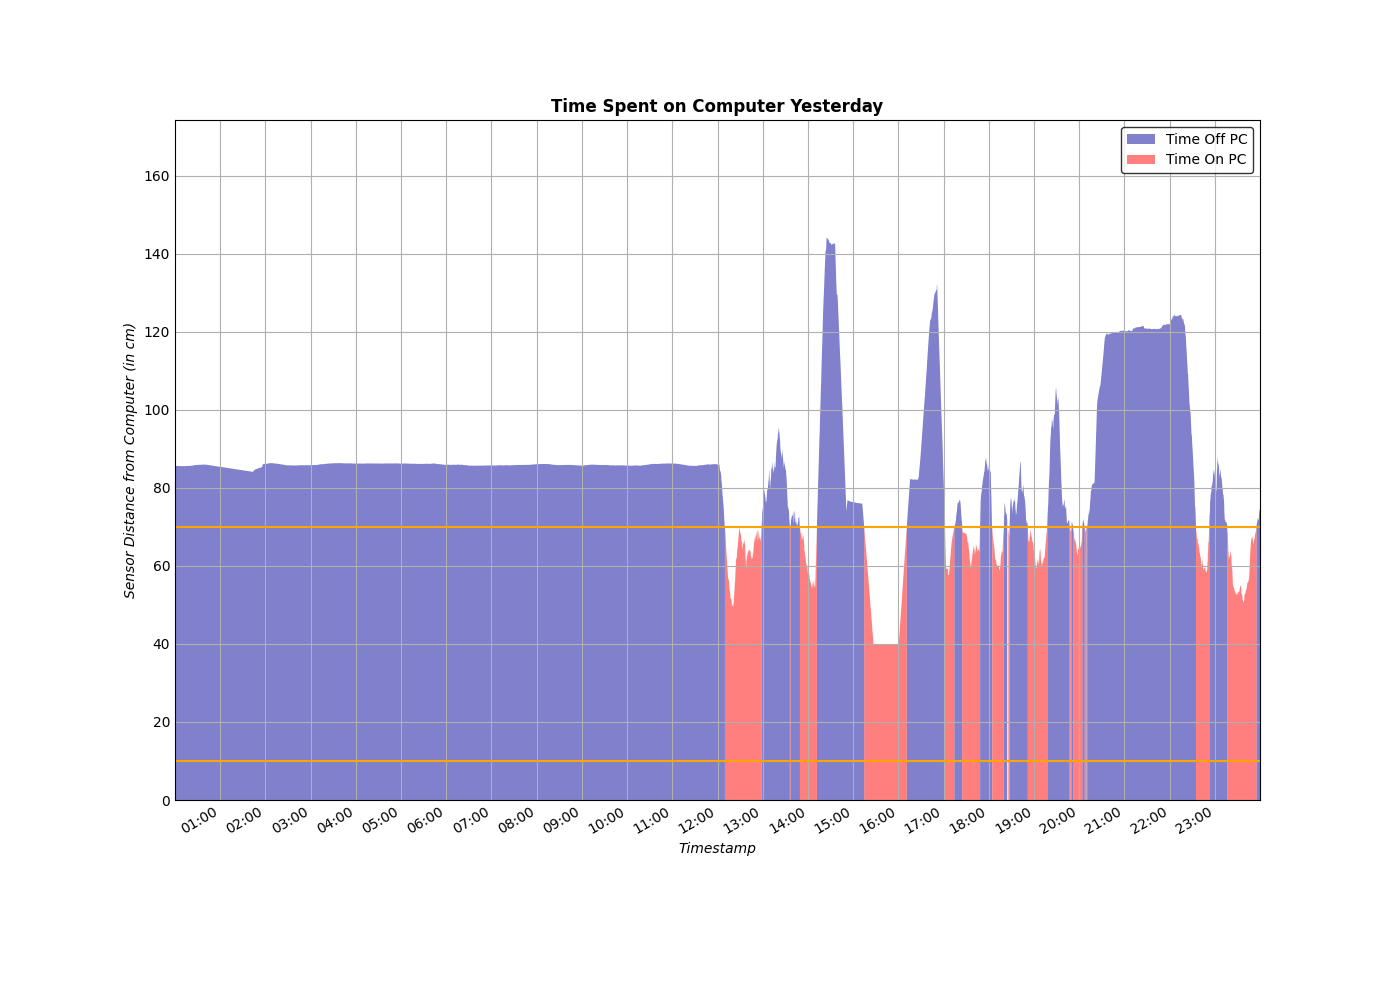 Time Spent on Computer Yesterday
Time Off PC
Time On PC
Sensor Distance from Computer (in cm)
160
140
120
100
80
60
40
20
0
01:00 02:00 03:00 04:00 05:00 06:00 07:00 08:00 09:00 10:00 11:00 12:00 13:00 14:00 15:00 16:00 17:00 18:00 19:00 20:00 21:00 22:00 23:00
Timestamp